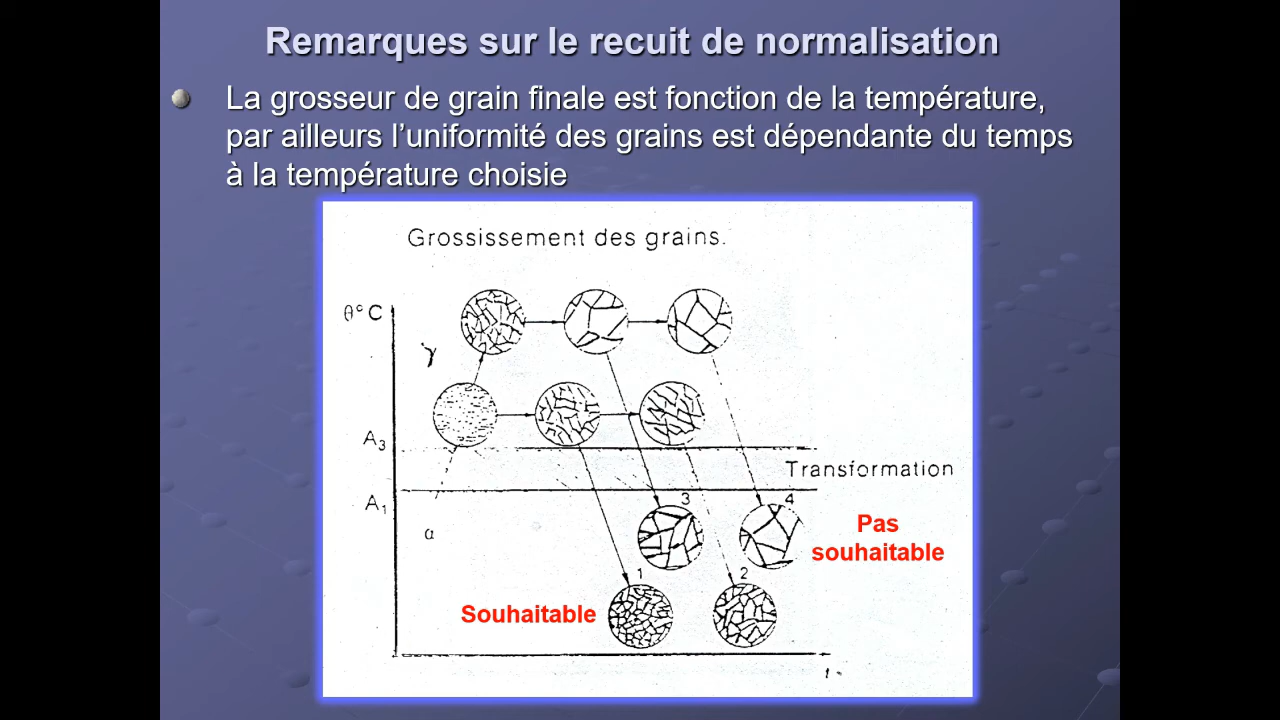 Remarques sur le recuit de normalisation
La grosseur de grain finale est fonction de la température,
par ailleurs l’uniformité des grains est dépendante du temps
à la température choisie
Grossissement des grains.
θ°C
γ
A₃
Transformation
A₁
3
4
α
Pas
souhaitable
1
2
Souhaitable
t